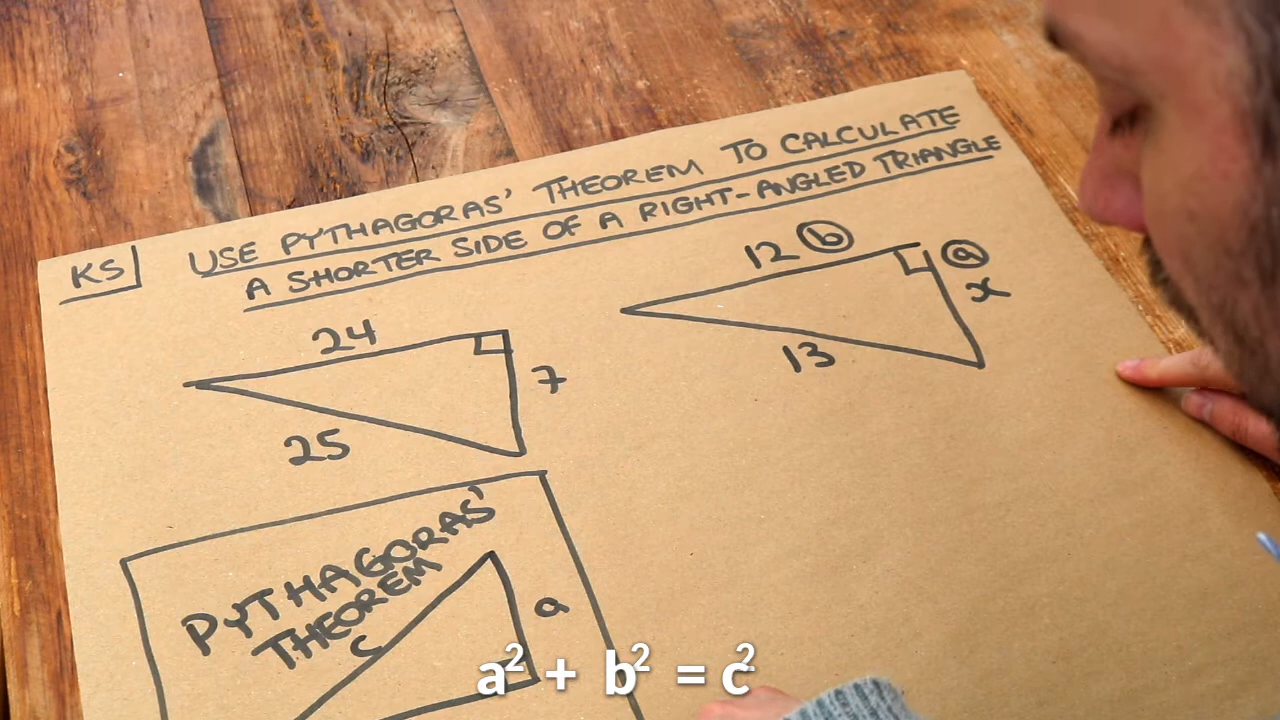 KS
USE PYTHAGORAS' THEOREM TO CALCULATE
A SHORTER SIDE OF A RIGHT-ANGLED TRIANGLE
24
7
25
12 b
a
x
13
PYTHAGORAS'
THEOREM
c
a
a² + b² = c²